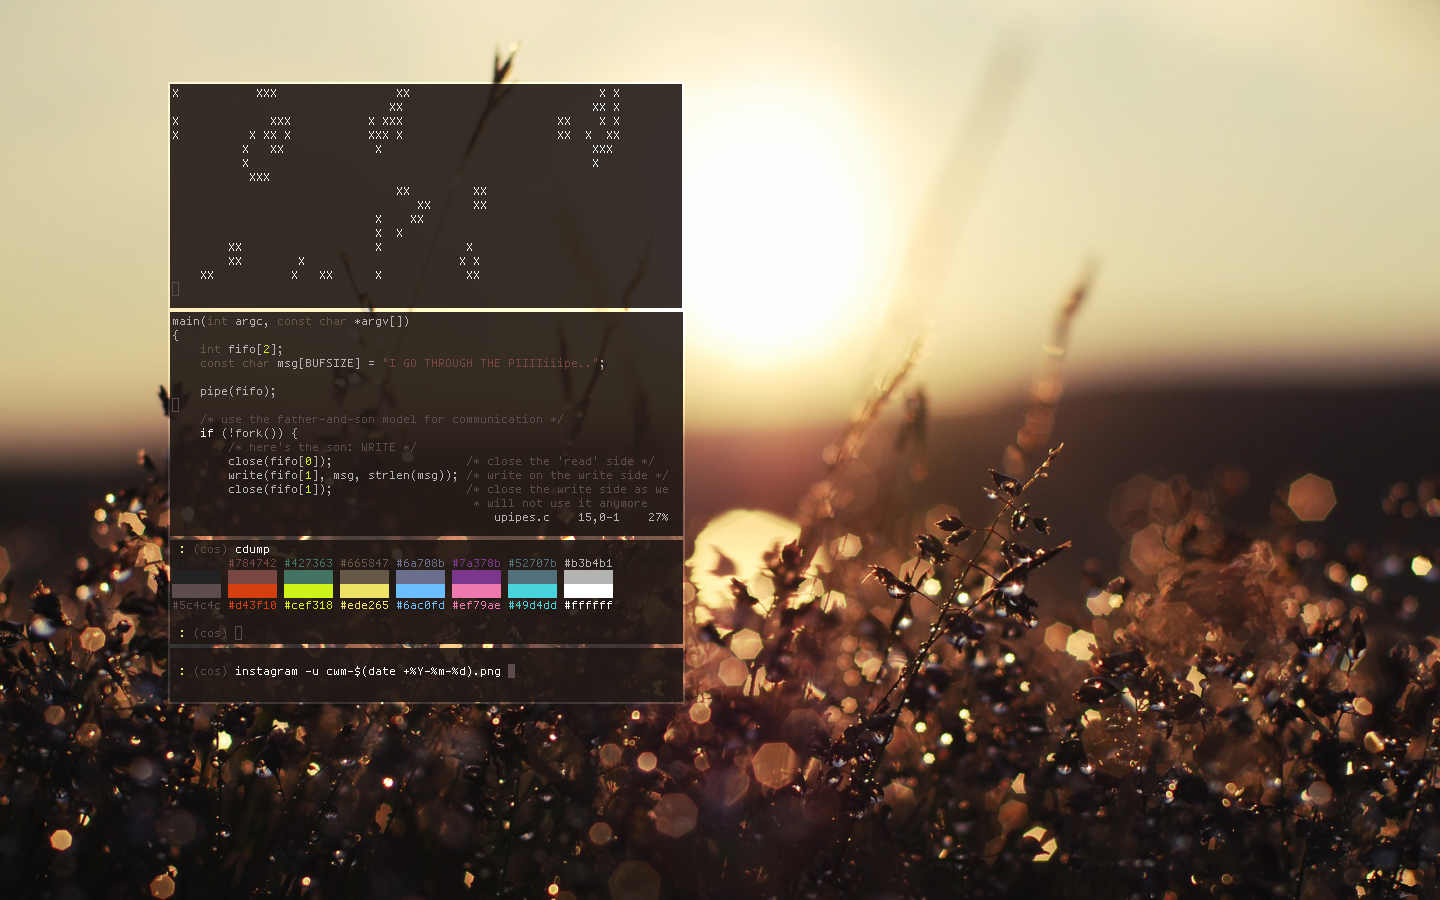 X XXX XX X X
XX XX X
X XXX X XXX XX X X
X X XX X XXX X XX X XX
X XX X XXX
X X
XXX
XX XX
XX XX
X XX
X X
XX X X
XX X X X
XX X XX X XX
main(int argc, const char *argv[])
{
int fifo[2];
const char msg[BUFSIZE] = "I GO THROUGH THE PIIIIiiipe..";
pipe(fifo);
/* use the father-and-son model for communication */
if (!fork()) {
/* here's the son: WRITE */
close(fifo[0]); /* close the 'read' side */
write(fifo[1], msg, strlen(msg)); /* write on the write side */
close(fifo[1]); /* close the write side as we
* will not use it anymore
upipes.c 15,0-1 27%
: (cos) cdump
#784742 #427363 #665847 #6a708b #7a378b #52707b #b3b4b1
#5c4c4c #d43f10 #cef318 #ede265 #6ac0fd #ef79ae #49d4dd #ffffff
: (cos)
: (cos) instagram -u cwm-$(date +%Y-%m-%d).png